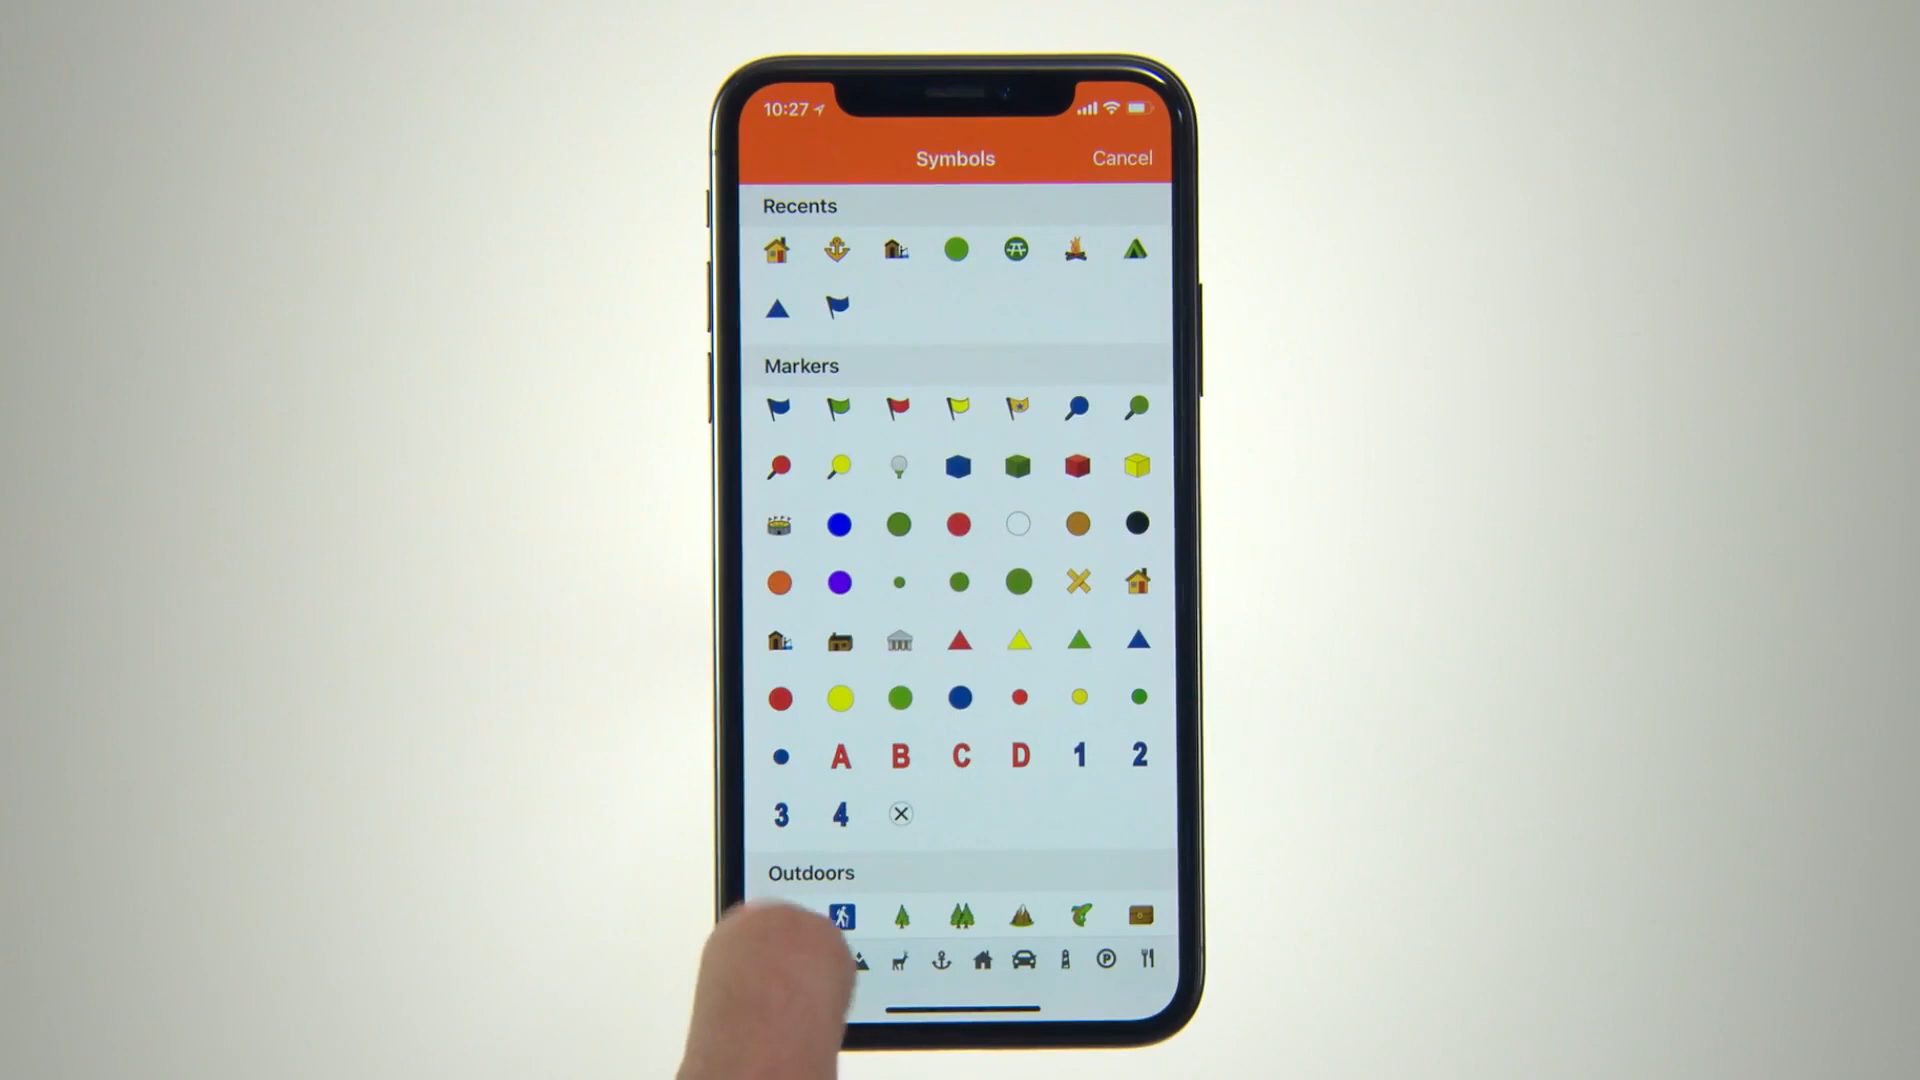 10:27
Symbols Cancel
Recents
Markers
A B C D 1 2
3 4
Outdoors
P